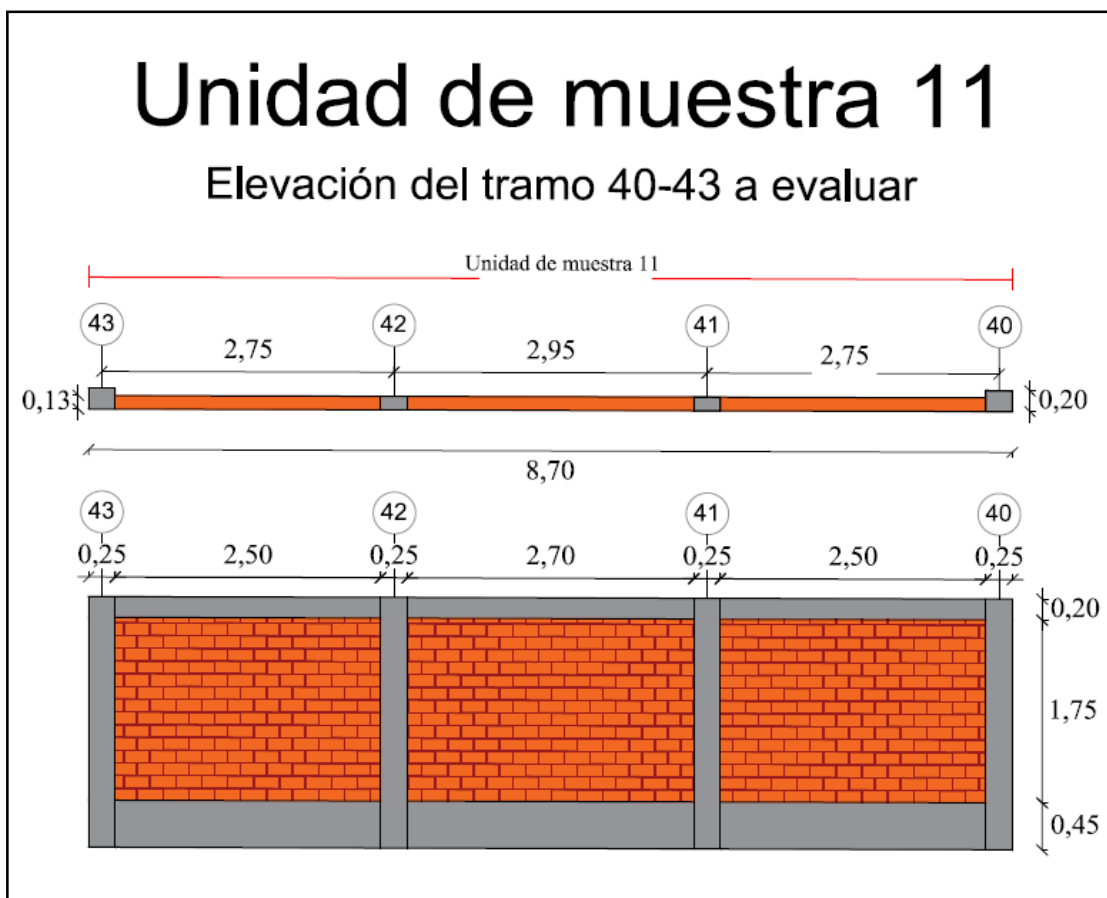 Unidad de muestra 11
Elevación del tramo 40-43 a evaluar
Unidad de muestra 11
43 42 41 40
2,75 2,95 2,75
0,13 0,20
8,70
43 42 41 40
0,25 2,50 0,25 2,70 0,25 2,50 0,25
0,20
1,75
0,45